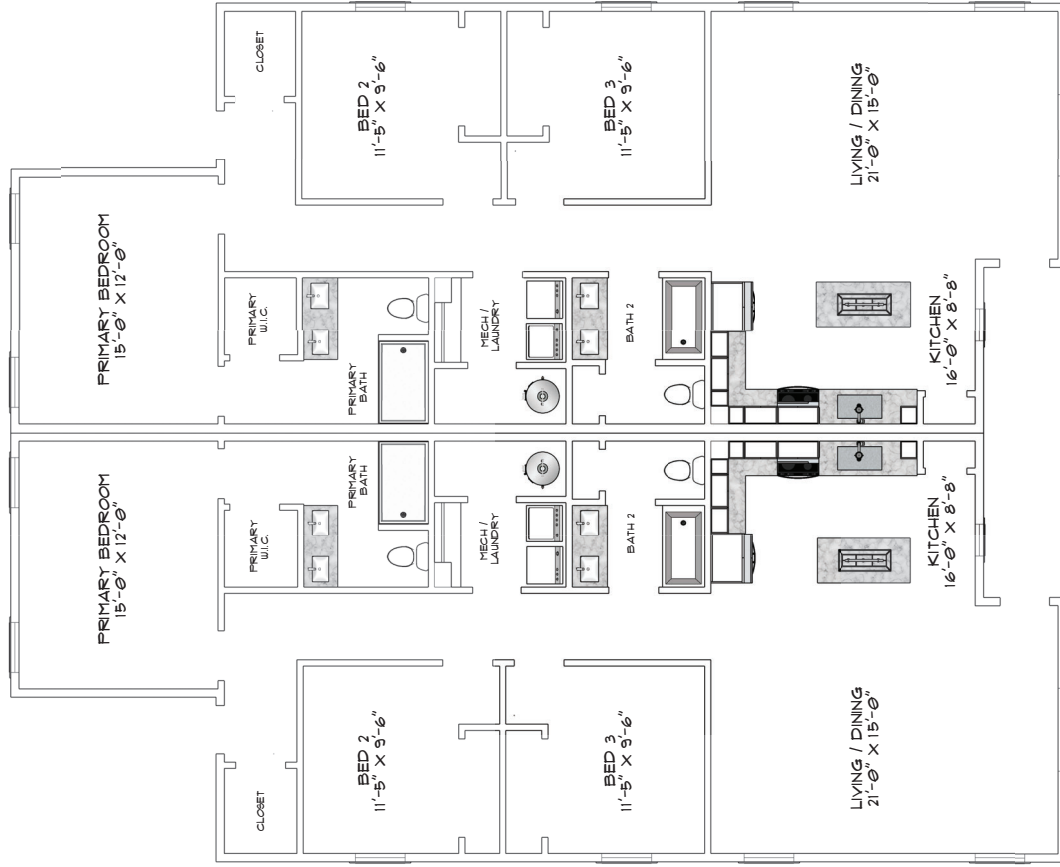 CLOSET
BED 2
11'-5" X 9'-6"
BED 3
11'-5" X 9'-6"
LIVING / DINING
21'-0" X 15'-0"
PRIMARY BEDROOM
15'-0" X 12'-0"
PRIMARY
W.I.C.
PRIMARY
BATH
MECH /
LAUNDRY
BATH 2
KITCHEN
16'-0" X 8'-8"
PRIMARY BEDROOM
15'-0" X 12'-0"
PRIMARY
W.I.C.
PRIMARY
BATH
MECH /
LAUNDRY
BATH 2
KITCHEN
16'-0" X 8'-8"
CLOSET
BED 2
11'-5" X 9'-6"
BED 3
11'-5" X 9'-6"
LIVING / DINING
21'-0" X 15'-0"